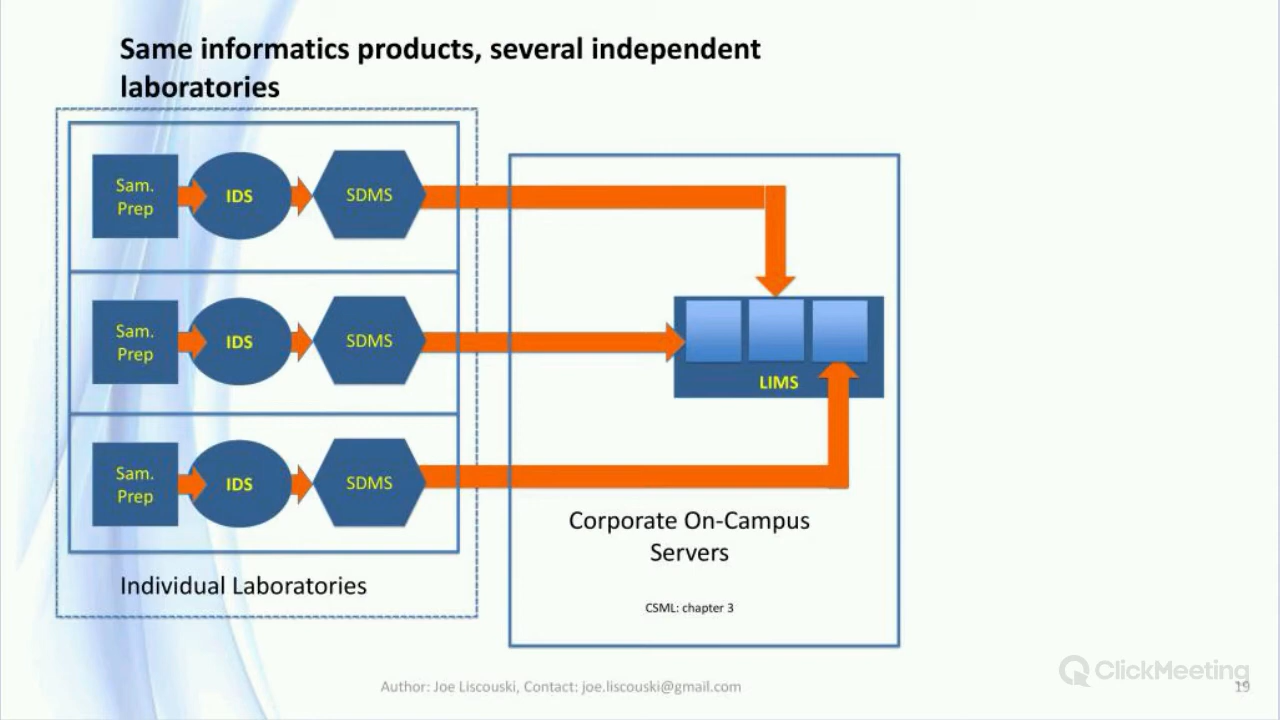 Same informatics products, several independent
laboratories
Sam.
Prep
IDS
SDMS
Sam.
Prep
IDS
SDMS
LIMS
Sam.
Prep
IDS
SDMS
Corporate On-Campus
Servers
Individual Laboratories
CSML: chapter 3
ClickMeeting
Author: Joe Liscouski, Contact: joe.liscouski@gmail.com
19